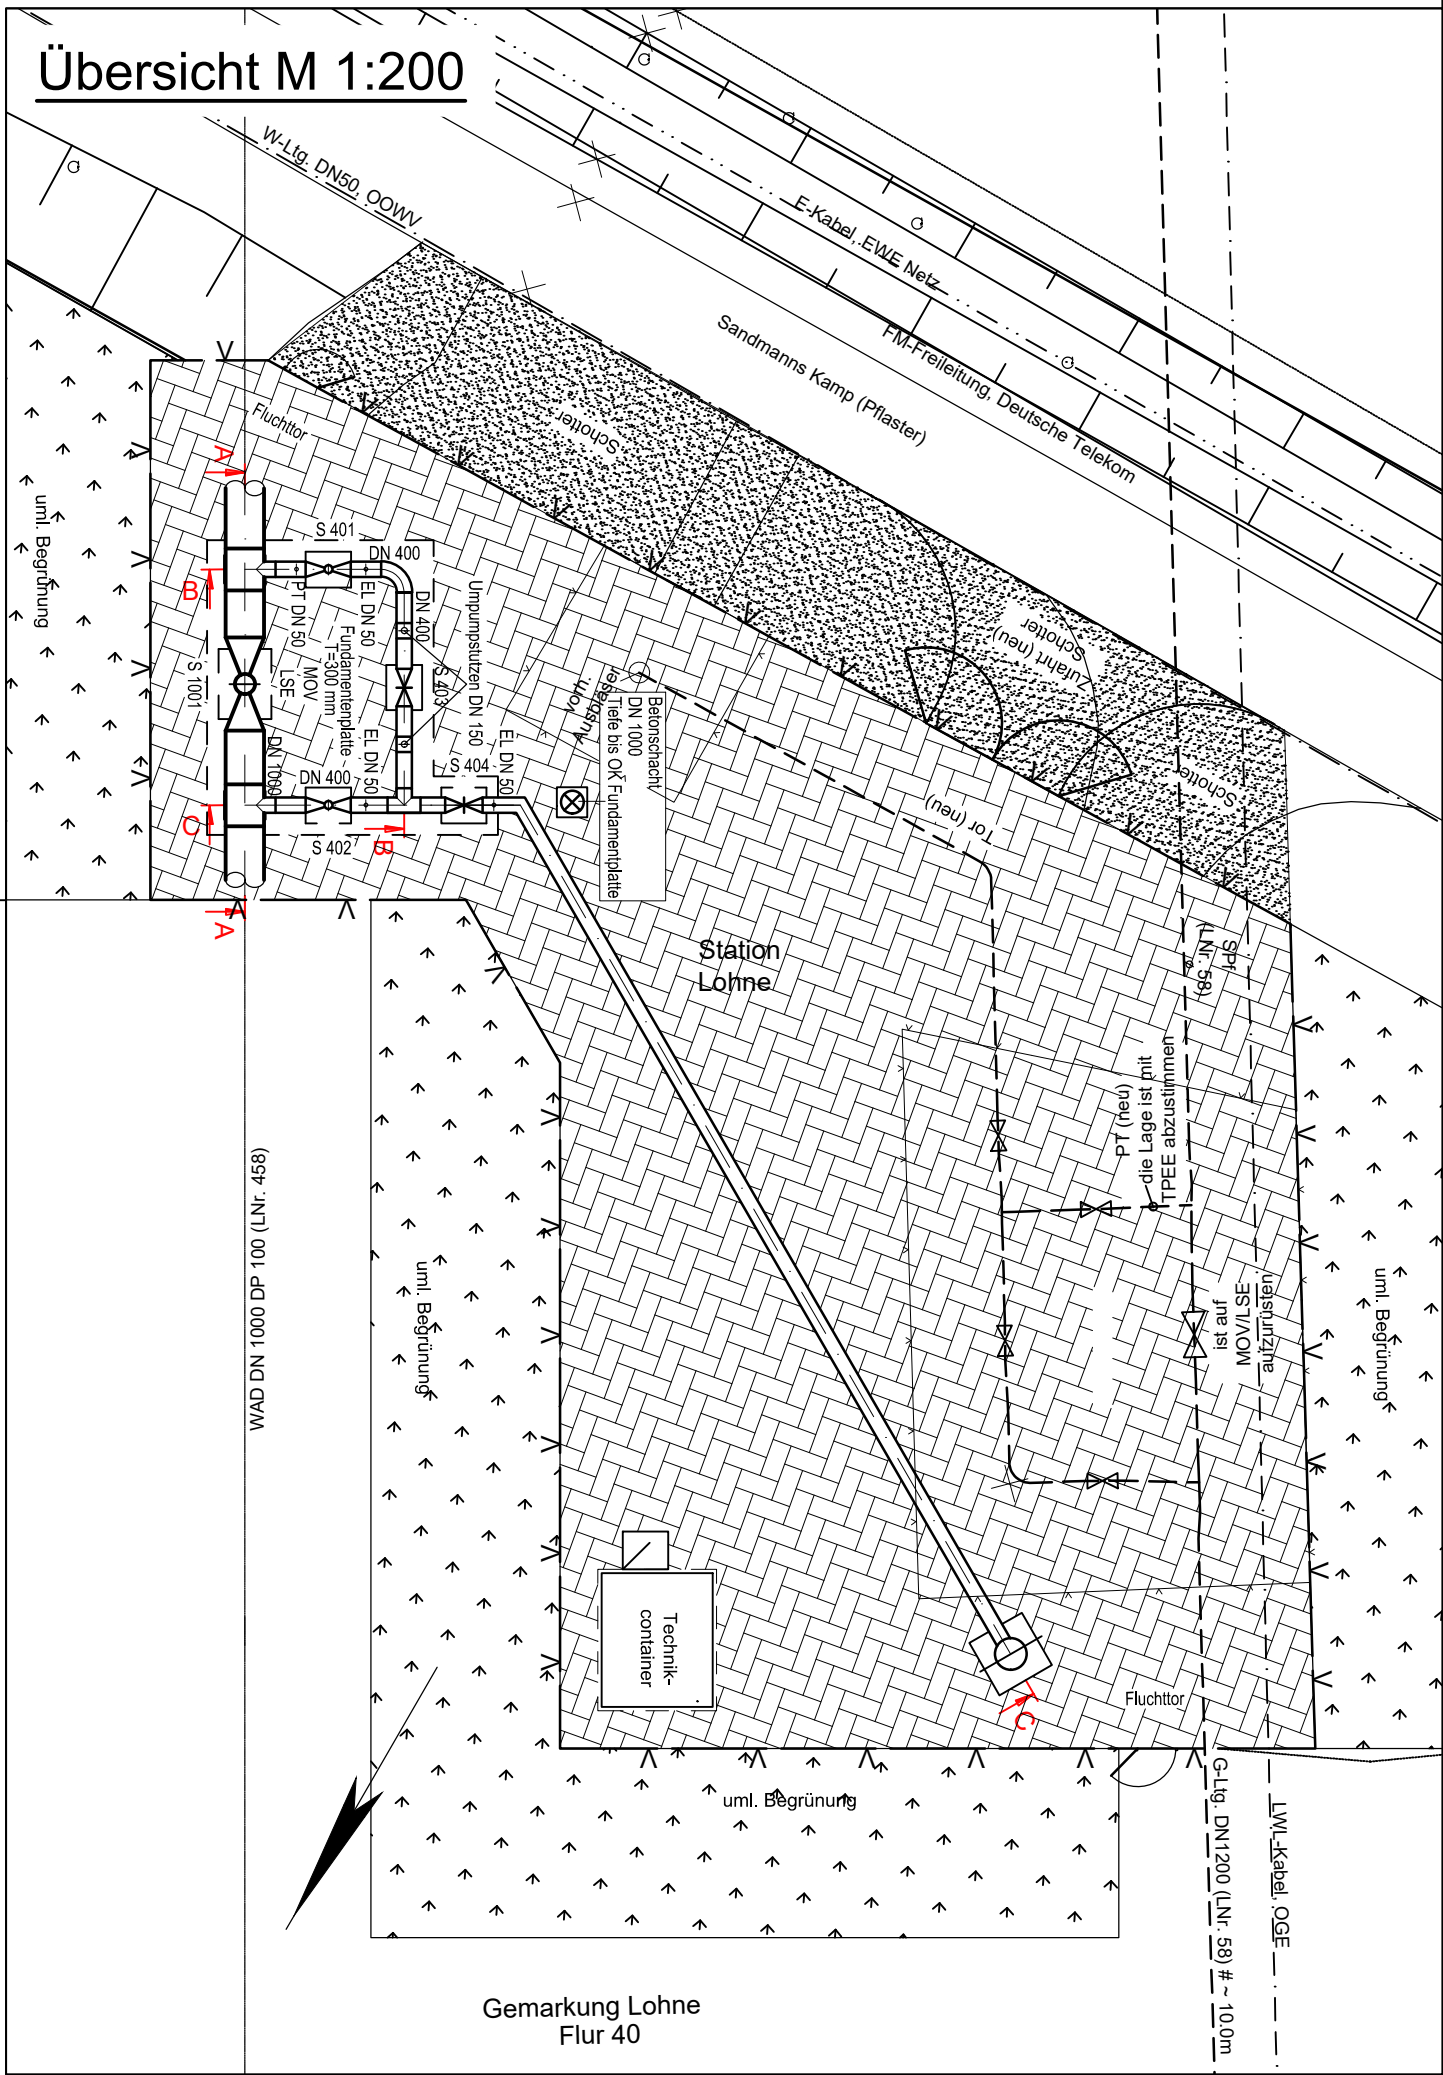 Übersicht M 1:200
W-Ltg. DN50, OOWV
E-Kabel, EWE Netz
FM-Freileitung, Deutsche Telekom
Sandmanns Kamp (Pflaster)
Schotter
Fluchttor
A
uml. Begrünung
S 401
DN 400
B
PT DN 50
EL DN 50
DN 400
Umpumpstutzen DN 150
S 1001
LSE
MOV
Fundamentenplatte
T=300 mm
S 403
vorh.
Ausbläser
Betonschacht
DN 1000
Tiefe bis OK Fundamentplatte
Zufahrt (neu)
Schotter
Schotter
DN 1000
DN 400
EL DN 50
S 404
EL DN 50
C
S 402
B
Tor (neu)
A
Station
Lohne
SPf
(LNr. 58)
PT (neu)
die Lage ist mit
TPEE abzustimmen
WAD DN 1000 DP 100 (LNr. 458)
uml. Begrünung
ist auf
MOV/LSE
aufzurüsten
uml. Begrünung
Technik-
container
C
Fluchttor
uml. Begrünung
G-Ltg. DN1200 (LNr. 58) # ~ 10.0m
LWL-Kabel, OGE
Gemarkung Lohne
Flur 40